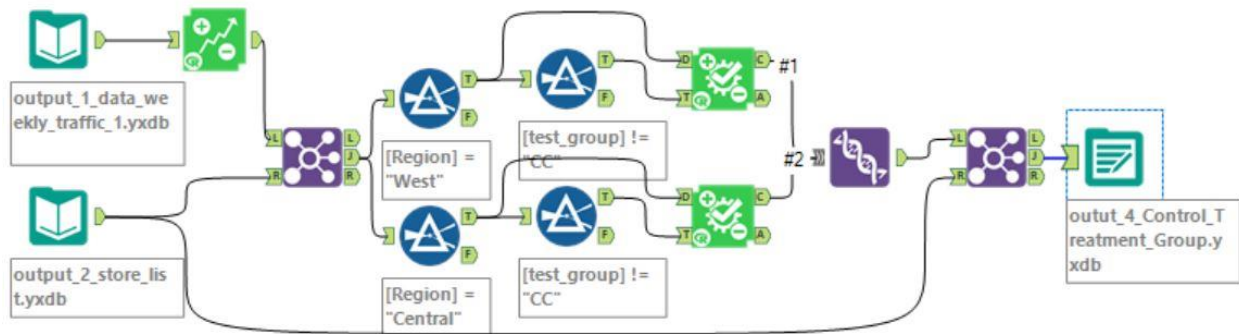 output_1_data_we
ekly_traffic_1.yxdb
L
R
L
J
R
[Region] =
"West"
T
F
[test_group] !=
"CC"
T
F
D
T
C
A
#1
#2
output_2_store_lis
t.yxdb
[Region] =
"Central"
T
F
[test_group] !=
"CC"
T
F
D
T
C
A
L
R
L
J
R
outut_4_Control_T
reatment_Group.y
xdb